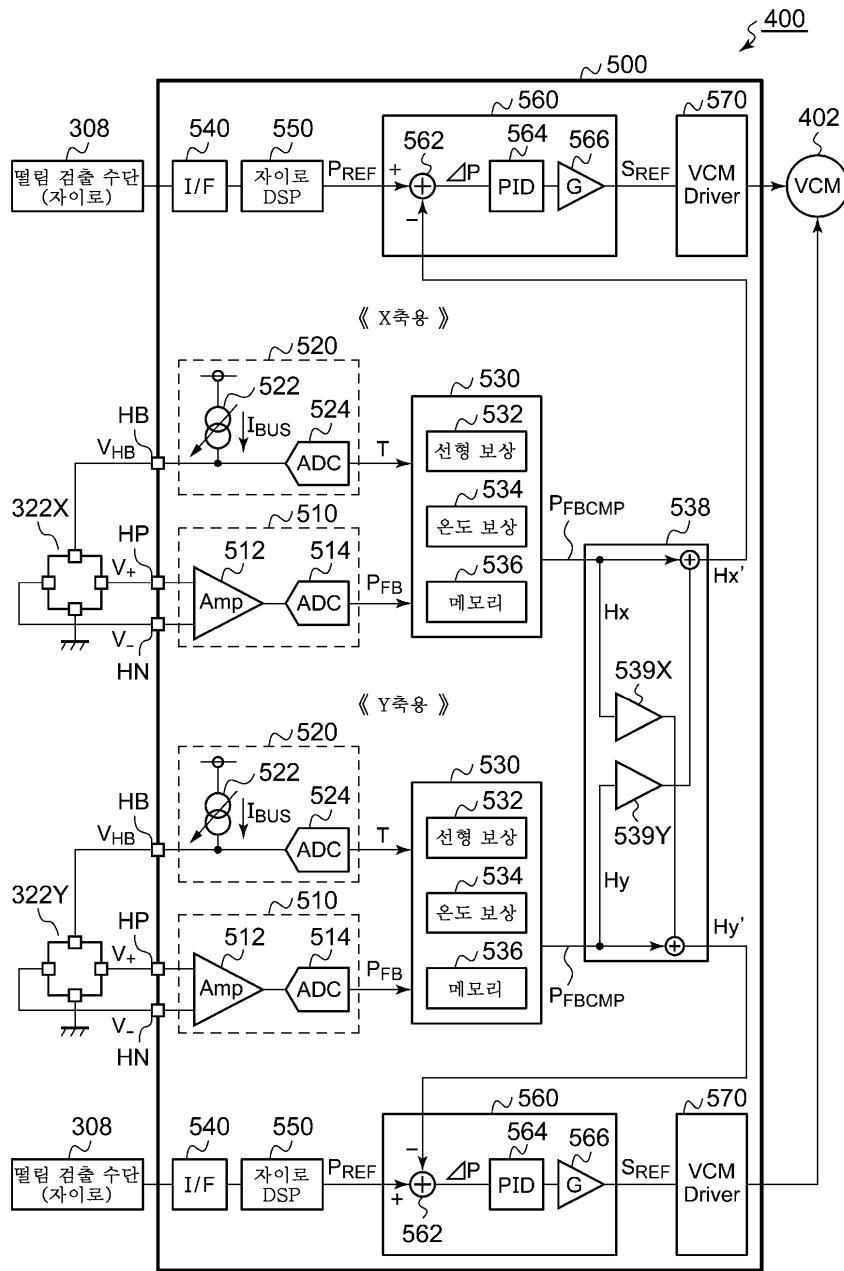 400
500
308
540
550
560
562
564
566
570
402
떨림 검출 수단
(자이로)
I/F
자이로
DSP
PREF
+
−
⊿P
PID
G
SREF
VCM
Driver
VCM
《 X축용 》
520
522
IBUS
524
ADC
T
HB
VHB
322X
HP
V+
V−
HN
510
512
Amp
514
ADC
PFB
530
532
선형 보상
534
온도 보상
536
메모리
PFBCMP
538
Hx'
Hx
539X
539Y
Hy
Hy'
PFBCMP
《 Y축용 》
520
522
IBUS
524
ADC
T
HB
VHB
322Y
HP
V+
V−
HN
510
512
Amp
514
ADC
PFB
530
532
선형 보상
534
온도 보상
536
메모리
308
540
550
560
562
564
566
570
떨림 검출 수단
(자이로)
I/F
자이로
DSP
PREF
−
+
⊿P
PID
G
SREF
VCM
Driver